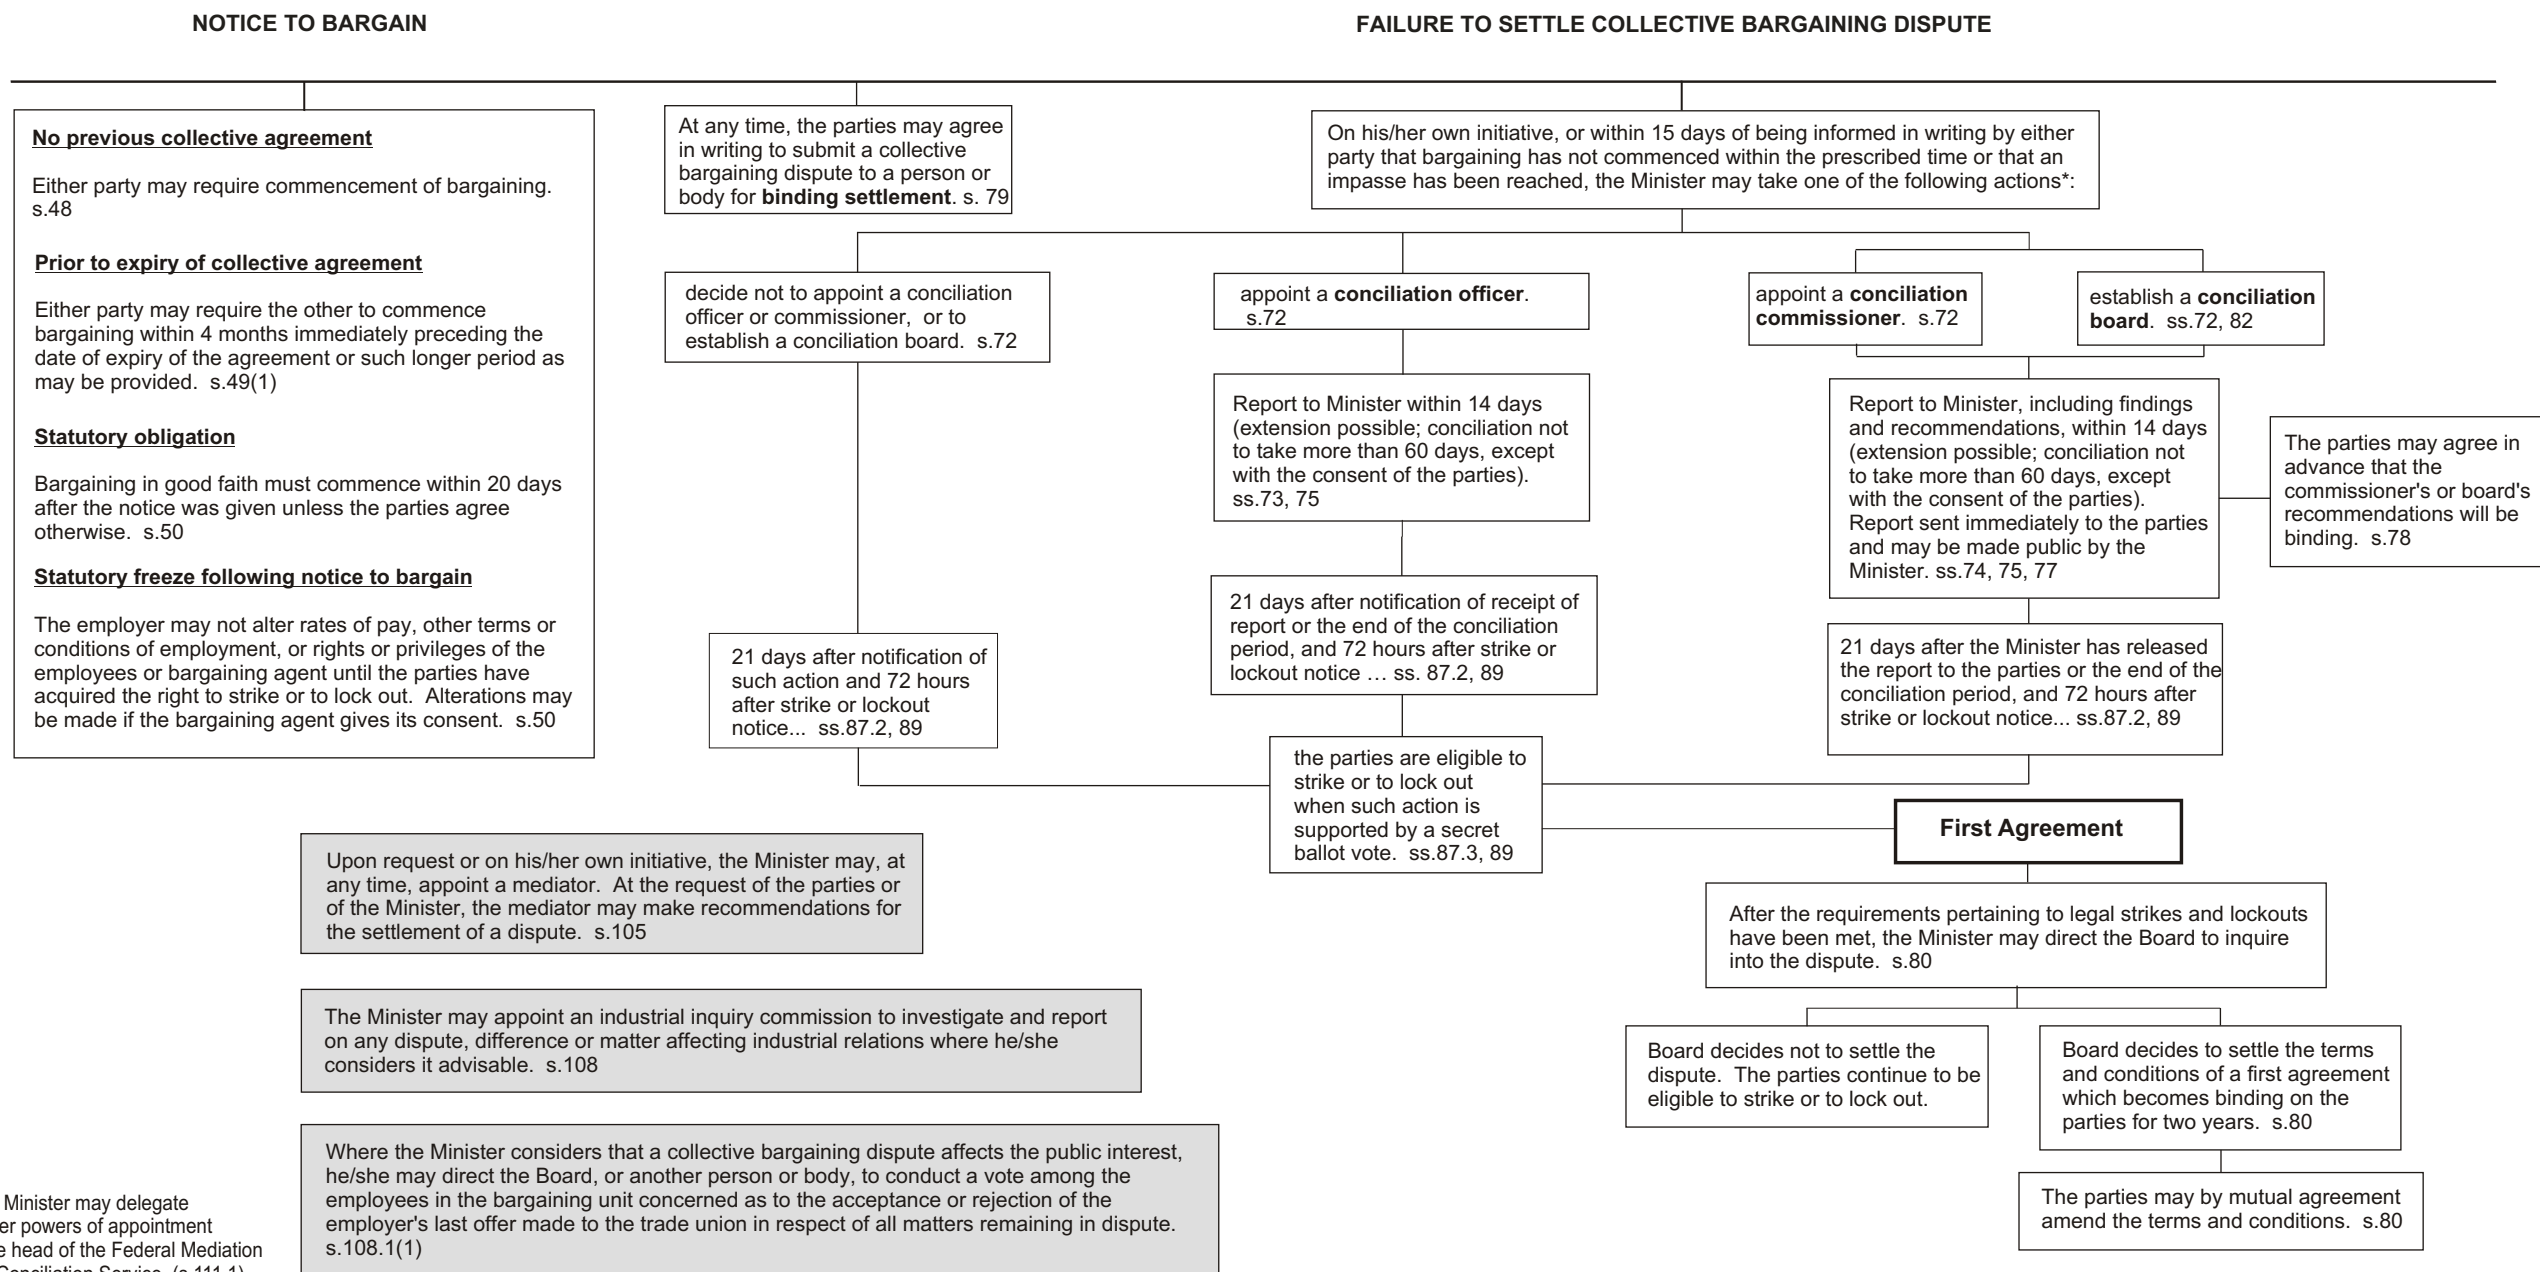 NOTICE TO BARGAIN
FAILURE TO SETTLE COLLECTIVE BARGAINING DISPUTE
No previous collective agreement
Either party may require commencement of bargaining.
s.48
Prior to expiry of collective agreement
Either party may require the other to commence
bargaining within 4 months immediately preceding the
date of expiry of the agreement or such longer period as
may be provided. s.49(1)
Statutory obligation
Bargaining in good faith must commence within 20 days
after the notice was given unless the parties agree
otherwise. s.50
Statutory freeze following notice to bargain
The employer may not alter rates of pay, other terms or
conditions of employment, or rights or privileges of the
employees or bargaining agent until the parties have
acquired the right to strike or to lock out. Alterations may
be made if the bargaining agent gives its consent. s.50
At any time, the parties may agree
in writing to submit a collective
bargaining dispute to a person or
body for binding settlement. s. 79
On his/her own initiative, or within 15 days of being informed in writing by either
party that bargaining has not commenced within the prescribed time or that an
impasse has been reached, the Minister may take one of the following actions*:
decide not to appoint a conciliation
officer or commissioner, or to
establish a conciliation board. s.72
appoint a conciliation officer.
s.72
appoint a conciliation
commissioner. s.72
establish a conciliation
board. ss.72, 82
Report to Minister within 14 days
(extension possible; conciliation not
to take more than 60 days, except
with the consent of the parties).
ss.73, 75
Report to Minister, including findings
and recommendations, within 14 days
(extension possible; conciliation not
to take more than 60 days, except
with the consent of the parties).
Report sent immediately to the parties
and may be made public by the
Minister. ss.74, 75, 77
The parties may agree in
advance that the
commissioner's or board's
recommendations will be
binding. s.78
21 days after notification of
such action and 72 hours
after strike or lockout
notice... ss.87.2, 89
21 days after notification of receipt of
report or the end of the conciliation
period, and 72 hours after strike or
lockout notice … ss. 87.2, 89
21 days after the Minister has released
the report to the parties or the end of the
conciliation period, and 72 hours after
strike or lockout notice... ss.87.2, 89
the parties are eligible to
strike or to lock out
when such action is
supported by a secret
ballot vote. ss.87.3, 89
First Agreement
After the requirements pertaining to legal strikes and lockouts
have been met, the Minister may direct the Board to inquire
into the dispute. s.80
Board decides not to settle the
dispute. The parties continue to be
eligible to strike or to lock out.
Board decides to settle the terms
and conditions of a first agreement
which becomes binding on the
parties for two years. s.80
The parties may by mutual agreement
amend the terms and conditions. s.80
Upon request or on his/her own initiative, the Minister may, at
any time, appoint a mediator. At the request of the parties or
of the Minister, the mediator may make recommendations for
the settlement of a dispute. s.105
The Minister may appoint an industrial inquiry commission to investigate and report
on any dispute, difference or matter affecting industrial relations where he/she
considers it advisable. s.108
Where the Minister considers that a collective bargaining dispute affects the public interest,
he/she may direct the Board, or another person or body, to conduct a vote among the
employees in the bargaining unit concerned as to the acceptance or rejection of the
employer's last offer made to the trade union in respect of all matters remaining in dispute.
s.108.1(1)
Minister may delegate
powers of appointment
head of the Federal Mediation
Conciliation Service (s.111.1)